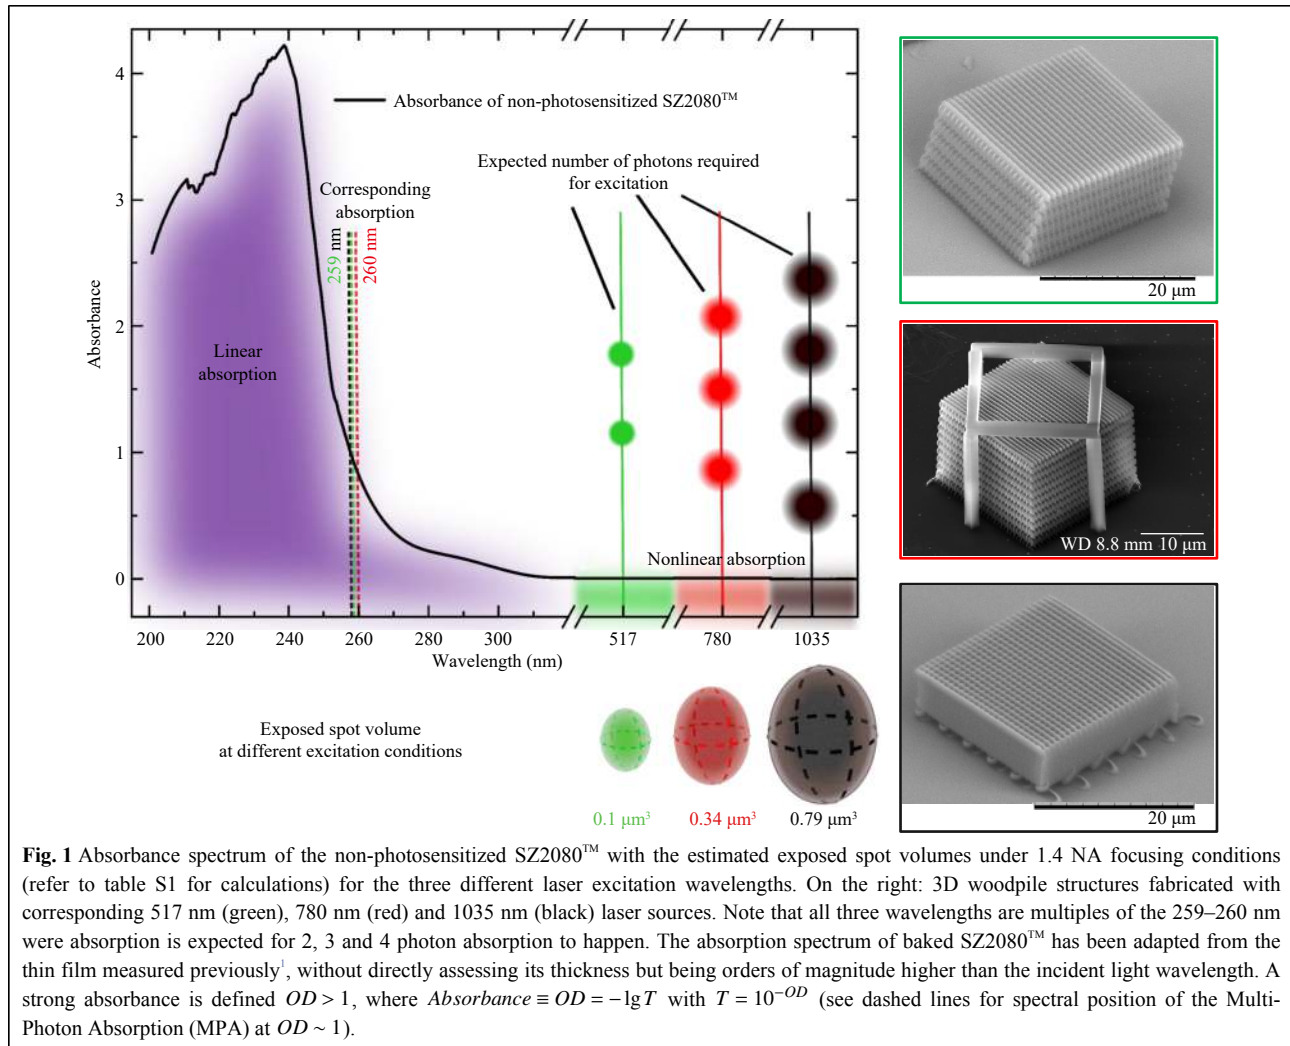 Absorbance of non-photosensitized SZ2080™
Expected number of photons required
for excitation
Corresponding
absorption
259 nm
260 nm
Linear
absorption
Nonlinear absorption
Absorbance
4
3
2
1
0
200 220 240 260 280 300 517 780 1035
Wavelength (nm)
Exposed spot volume
at different excitation conditions
0.1 μm³ 0.34 μm³ 0.79 μm³
20 μm
WD 8.8 mm 10 μm
20 μm
Fig. 1 Absorbance spectrum of the non-photosensitized SZ2080™ with the estimated exposed spot volumes under 1.4 NA focusing conditions
(refer to table S1 for calculations) for the three different laser excitation wavelengths. On the right: 3D woodpile structures fabricated with
corresponding 517 nm (green), 780 nm (red) and 1035 nm (black) laser sources. Note that all three wavelengths are multiples of the 259–260 nm
were absorption is expected for 2, 3 and 4 photon absorption to happen. The absorption spectrum of baked SZ2080™ has been adapted from the
thin film measured previously¹, without directly assessing its thickness but being orders of magnitude higher than the incident light wavelength. A
strong absorbance is defined OD > 1, where Absorbance ≡ OD = −lg T with T = 10⁻ᴼᴰ (see dashed lines for spectral position of the Multi-
Photon Absorption (MPA) at OD ~ 1).